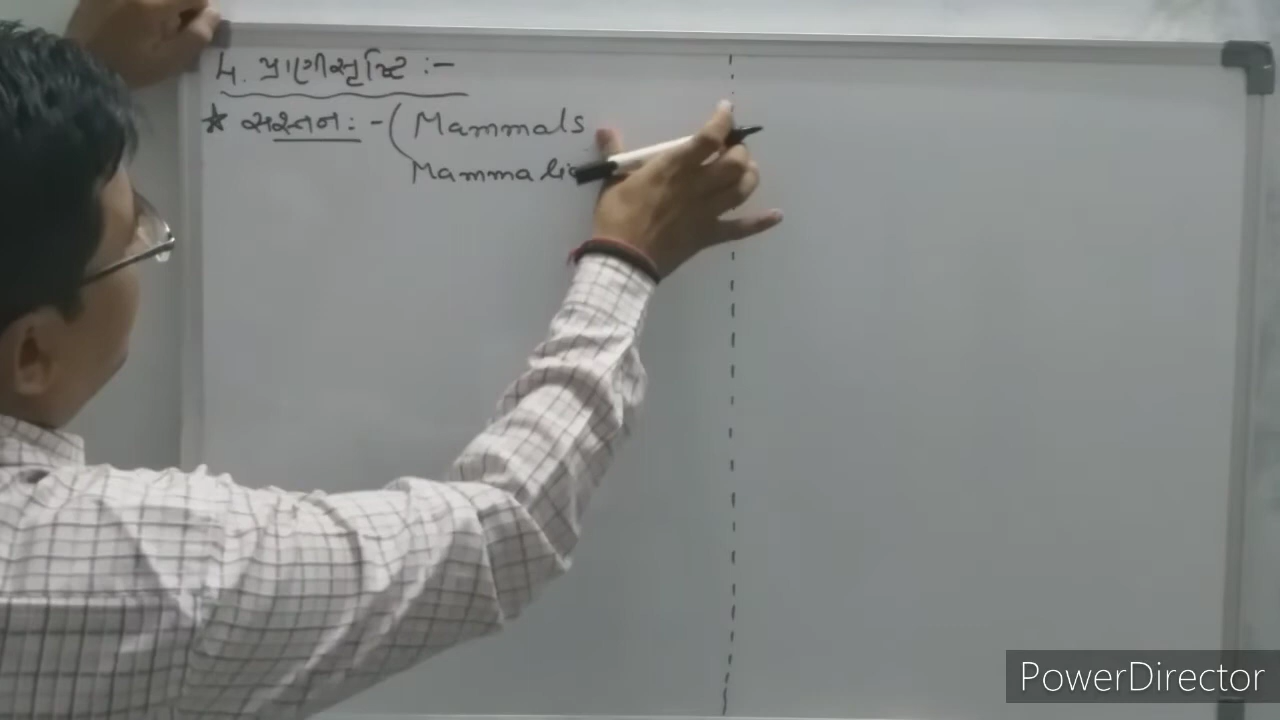 ૫. પ્રાણીસૃષ્ટિ :-
★ સસ્તન :- ( Mammals
Mammalia
PowerDirector